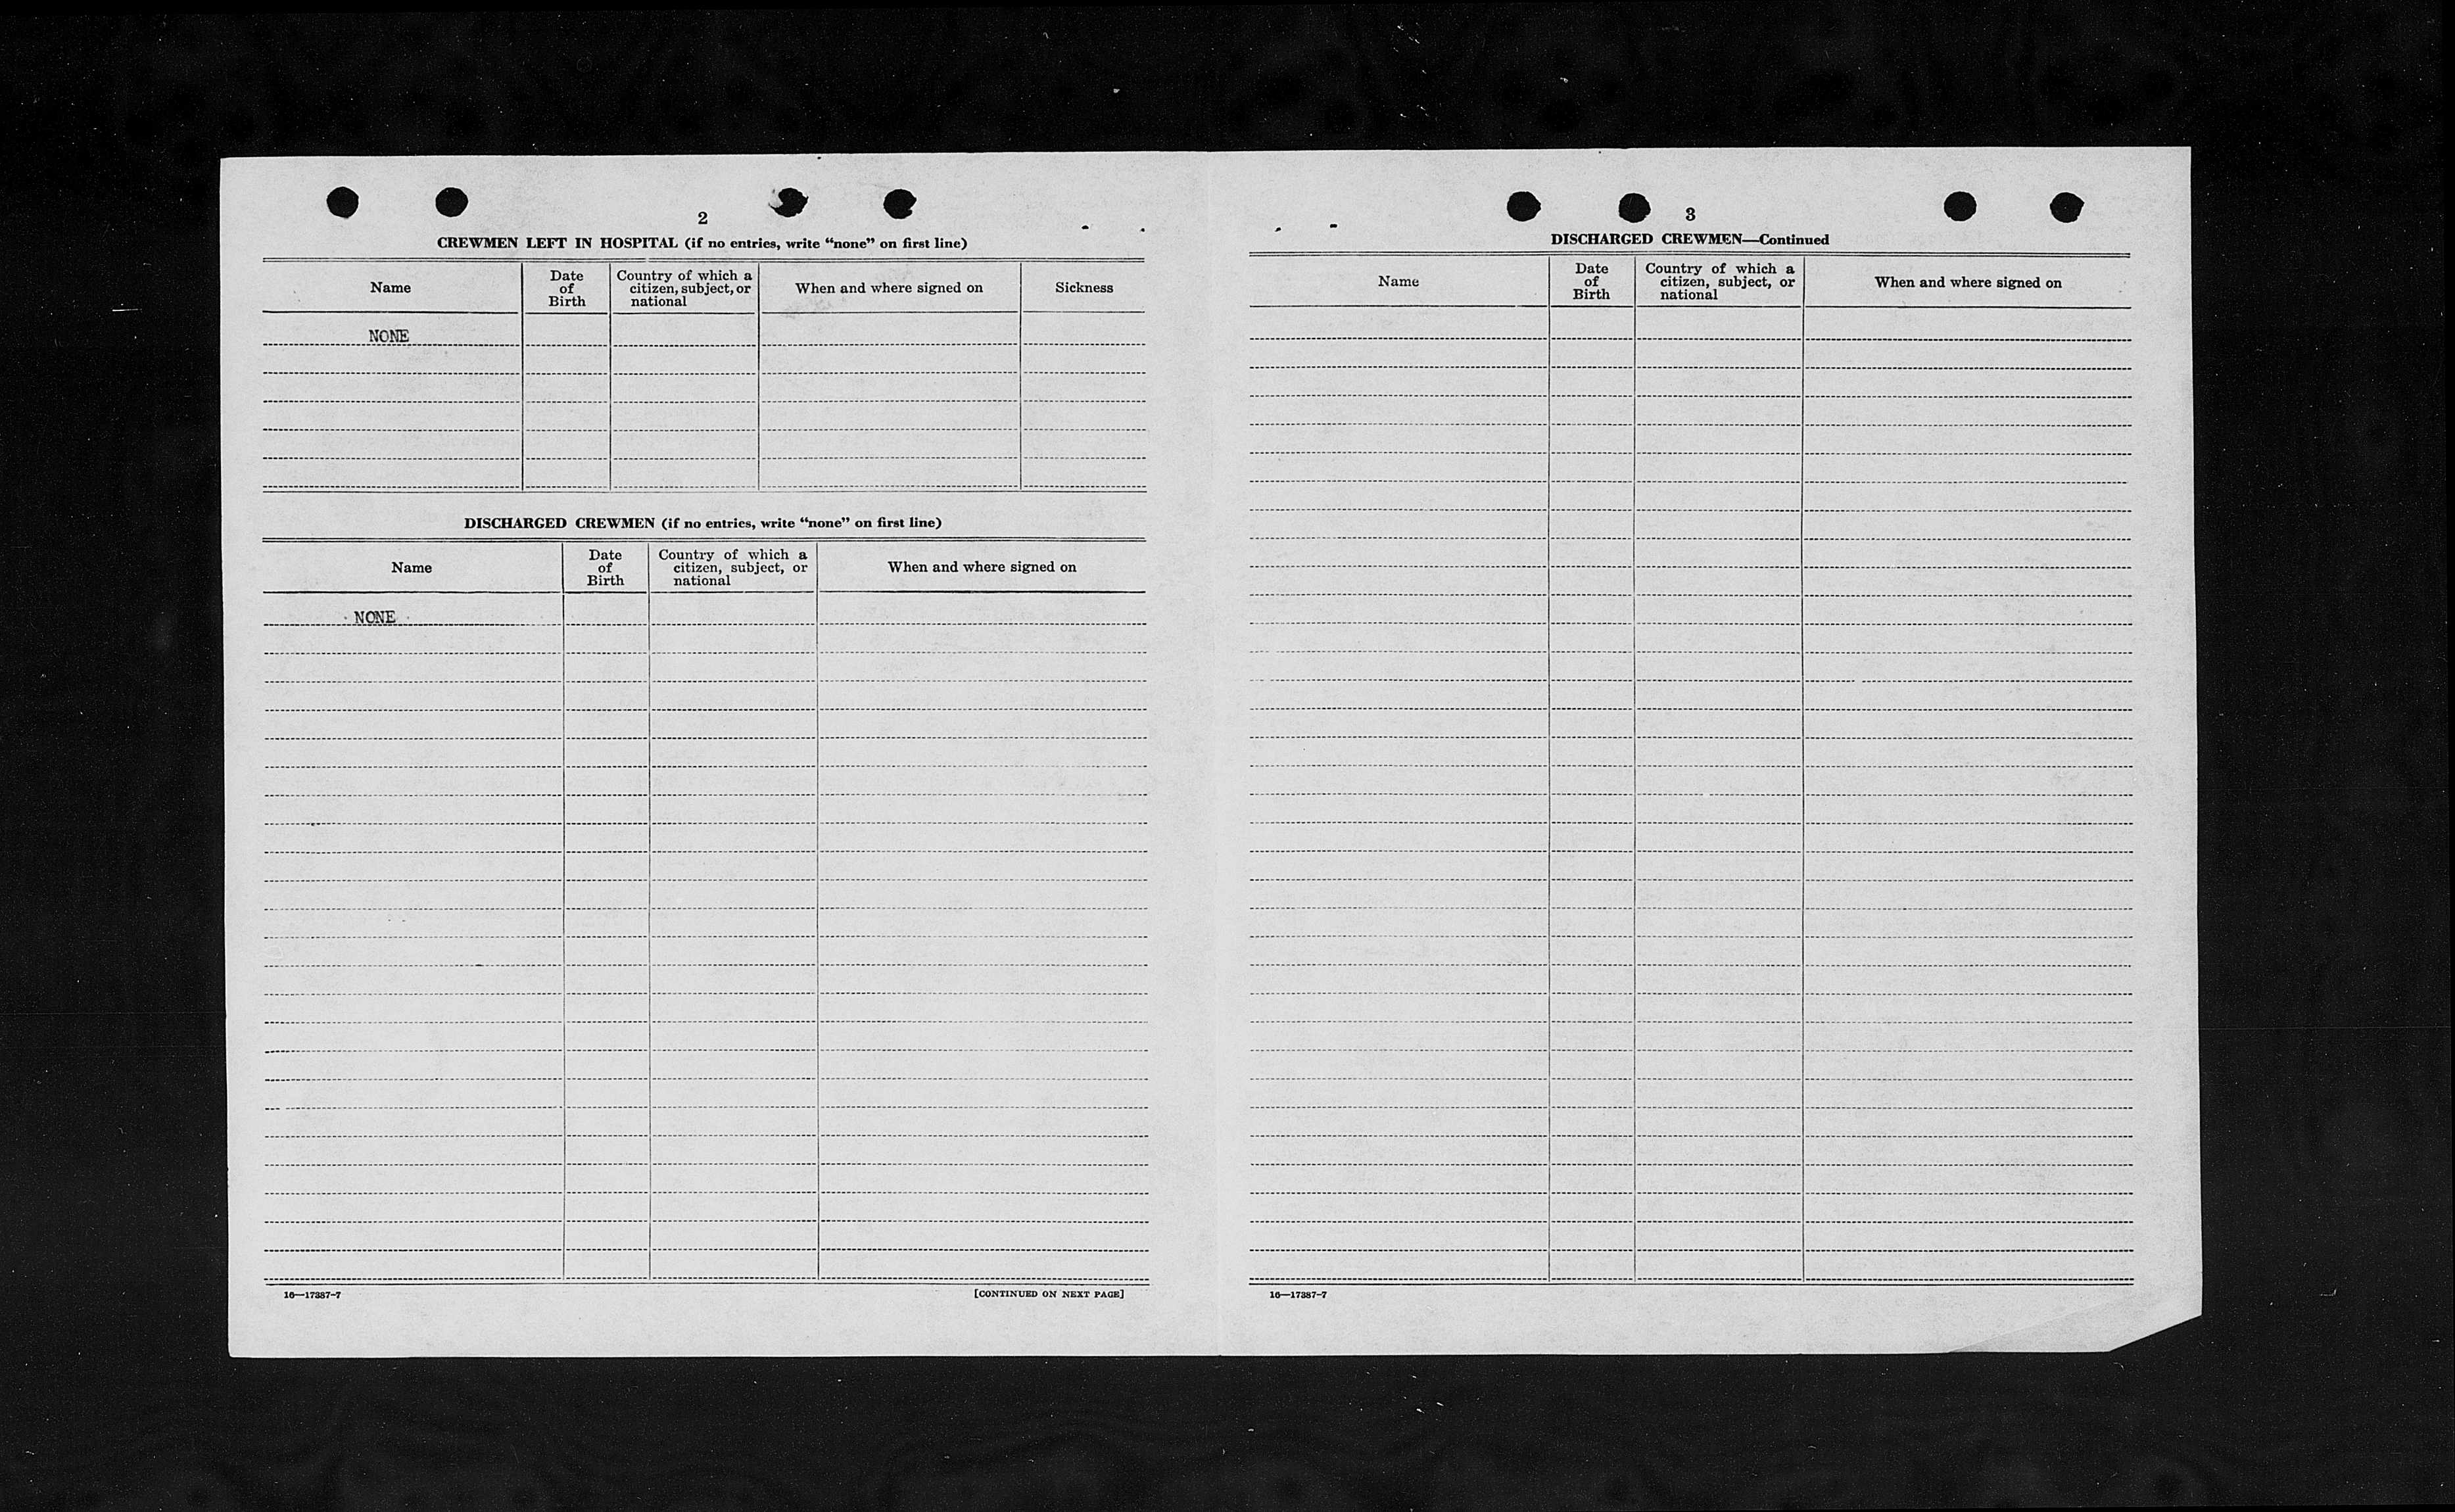 2
CREWMEN LEFT IN HOSPITAL (if no entries, write “none” on first line)
Name
Date
of
Birth
Country of which a
citizen, subject, or
national
When and where signed on
Sickness
NONE
DISCHARGED CREWMEN (if no entries, write “none” on first line)
Name
Date
of
Birth
Country of which a
citizen, subject, or
national
When and where signed on
NONE
16—17387-7
[CONTINUED ON NEXT PAGE]
3
DISCHARGED CREWMEN—Continued
Name
Date
of
Birth
Country of which a
citizen, subject, or
national
When and where signed on
16—17387-7